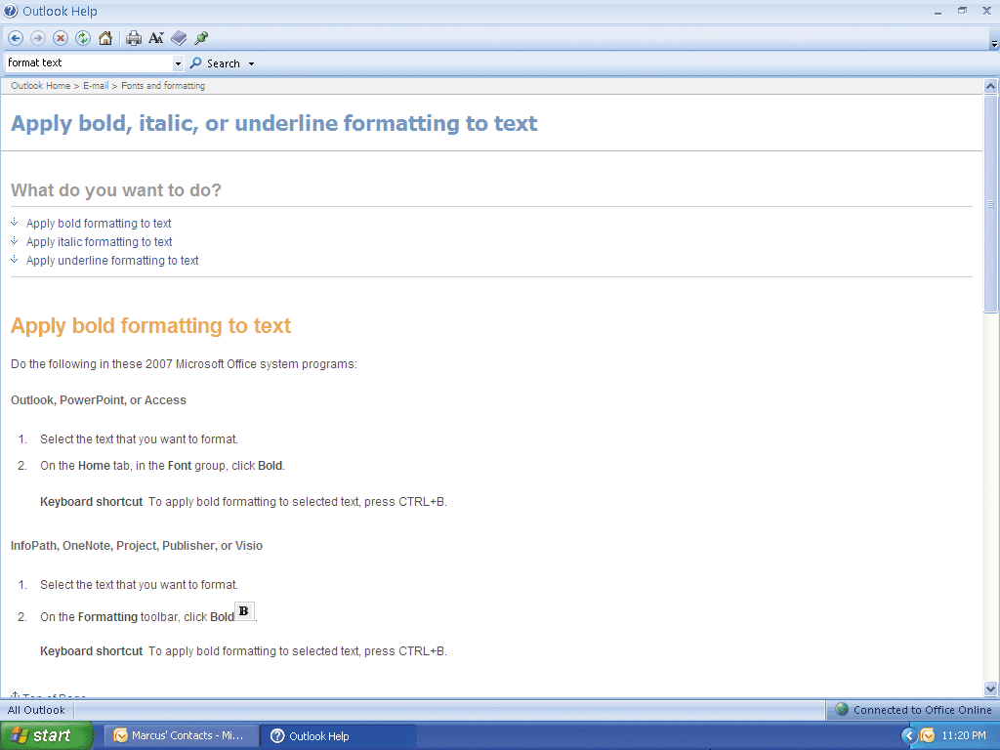 Outlook Help
format text
Search
Outlook Home > E-mail > Fonts and formatting
Apply bold, italic, or underline formatting to text
What do you want to do?
Apply bold formatting to text
Apply italic formatting to text
Apply underline formatting to text
Apply bold formatting to text
Do the following in these 2007 Microsoft Office system programs:
Outlook, PowerPoint, or Access
1. Select the text that you want to format.
2. On the Home tab, in the Font group, click Bold.
Keyboard shortcut To apply bold formatting to selected text, press CTRL+B.
InfoPath, OneNote, Project, Publisher, or Visio
1. Select the text that you want to format.
2. On the Formatting toolbar, click Bold B .
Keyboard shortcut To apply bold formatting to selected text, press CTRL+B.
Top of Page
All Outlook
Connected to Office Online
start
Marcus' Contacts - Mi...
Outlook Help
11:20 PM